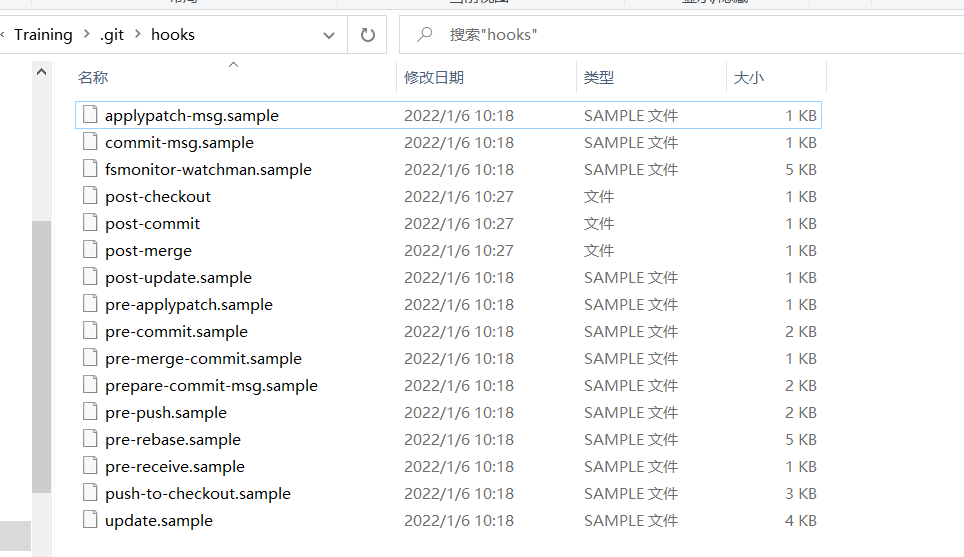 Training > .git > hooks
搜索"hooks"
名称 修改日期 类型 大小
applypatch-msg.sample 2022/1/6 10:18 SAMPLE 文件 1 KB
commit-msg.sample 2022/1/6 10:18 SAMPLE 文件 1 KB
fsmonitor-watchman.sample 2022/1/6 10:18 SAMPLE 文件 5 KB
post-checkout 2022/1/6 10:27 文件 1 KB
post-commit 2022/1/6 10:27 文件 1 KB
post-merge 2022/1/6 10:27 文件 1 KB
post-update.sample 2022/1/6 10:18 SAMPLE 文件 1 KB
pre-applypatch.sample 2022/1/6 10:18 SAMPLE 文件 1 KB
pre-commit.sample 2022/1/6 10:18 SAMPLE 文件 2 KB
pre-merge-commit.sample 2022/1/6 10:18 SAMPLE 文件 1 KB
prepare-commit-msg.sample 2022/1/6 10:18 SAMPLE 文件 2 KB
pre-push.sample 2022/1/6 10:18 SAMPLE 文件 2 KB
pre-rebase.sample 2022/1/6 10:18 SAMPLE 文件 5 KB
pre-receive.sample 2022/1/6 10:18 SAMPLE 文件 1 KB
push-to-checkout.sample 2022/1/6 10:18 SAMPLE 文件 3 KB
update.sample 2022/1/6 10:18 SAMPLE 文件 4 KB